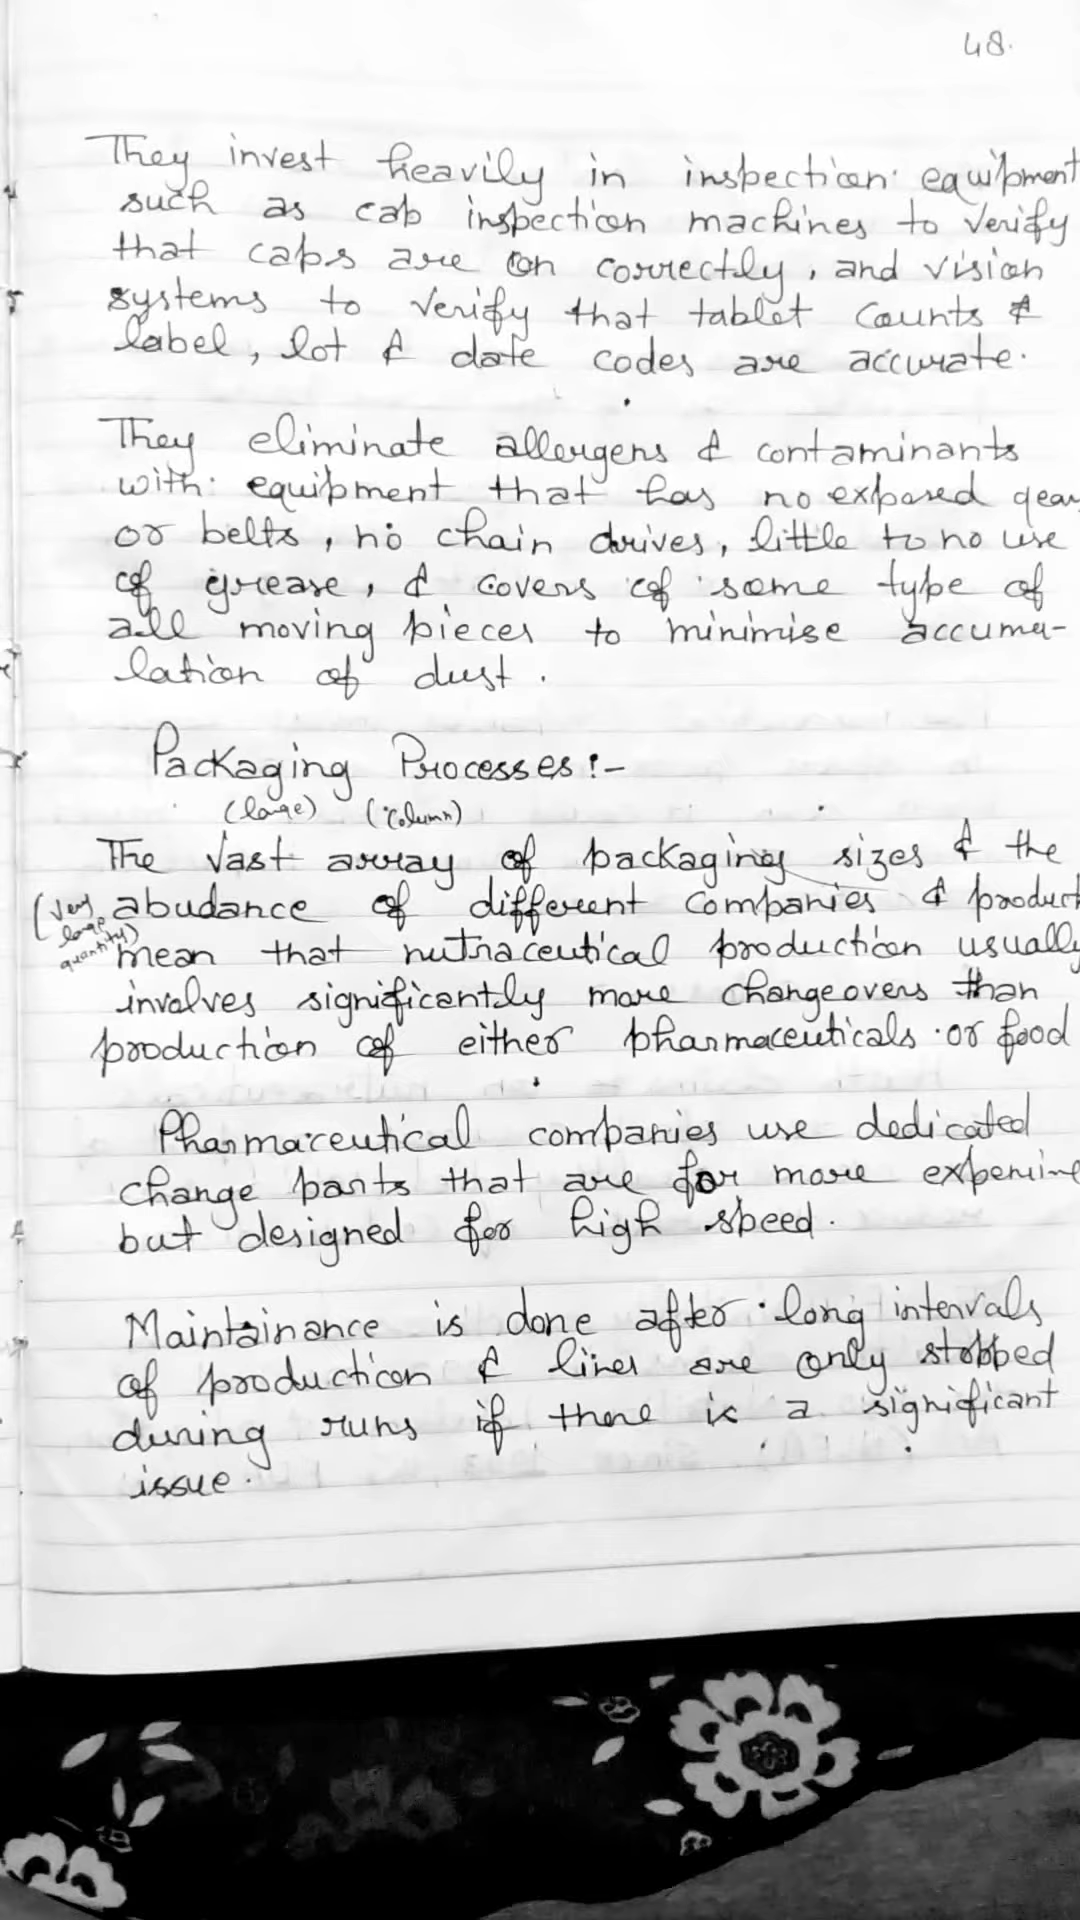 48.
They invest heavily in inspection equipment
such as cap inspection machines to verify
that caps are on correctly, and vision
systems to verify that tablet counts &
label, lot & date codes are accurate.
They eliminate allergens & contaminants
with equipment that has no exposed gear
or belts, no chain drives, little to no use
of grease, & covers of some type of
all moving pieces to minimise accumu-
lation of dust.
Packaging Processes :-
(large) (column)
The vast array of packaging sizes & the
(very large quantity) abudance of different companies & product
mean that nutraceutical production usually
involves significantly more changeovers than
production of either pharmaceuticals or food
Pharmaceutical companies use dedicated
change parts that are far more expensive
but designed for high speed.
Maintainance is done after long intervals
of production & lines are only stopped
during runs if there is a significant
issue.